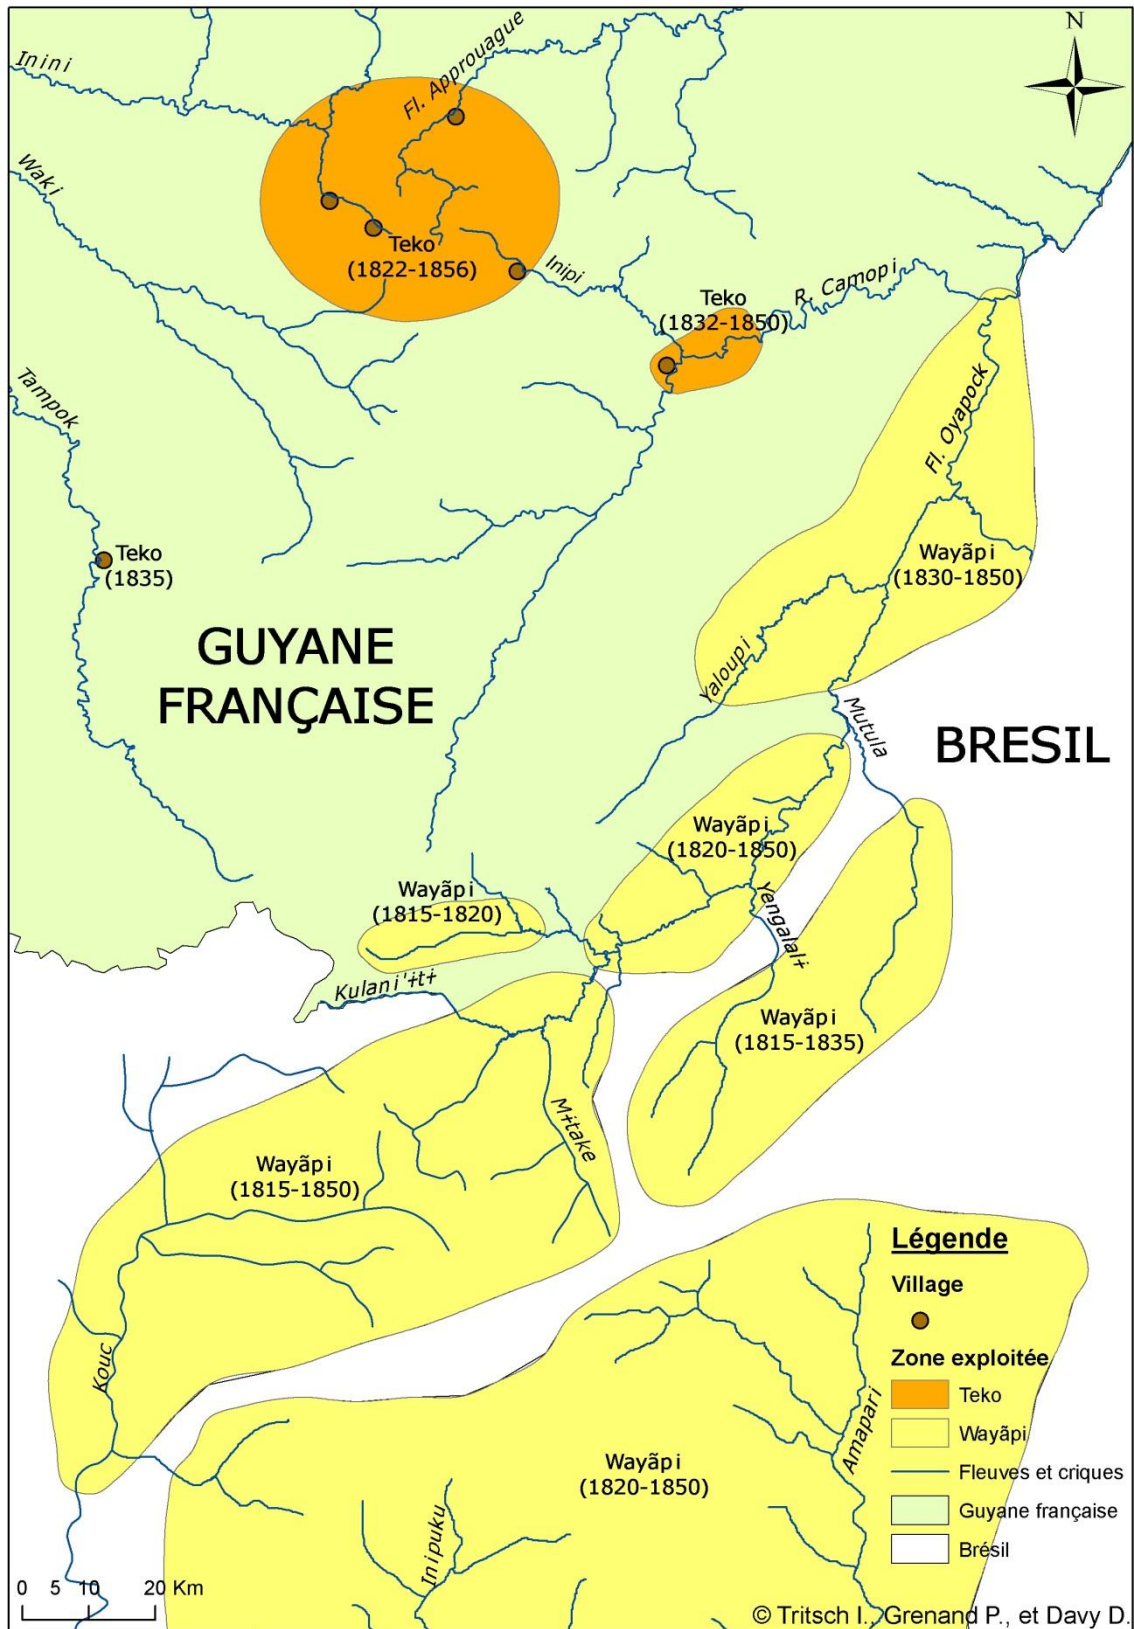 N
Inini
Fl. Approuague
Waki
Teko
(1822-1856)
Inipi
Teko
(1832-1850)
R. Camopi
Tampok
Fl. Oyapock
Teko
(1835)
Wayãpi
(1830-1850)
GUYANE
FRANÇAISE
Yaloupi
Mutula
BRESIL
Wayãpi
(1820-1850)
Wayãpi
(1815-1820)
Yengalalɨ
Kulani'ɨtɨ
Wayãpi
(1815-1835)
Mɨtake
Wayãpi
(1815-1850)
Kouc
Amapari
Wayãpi
(1820-1850)
Inipuku
Légende
Village
Zone exploitée
Teko
Wayãpi
Fleuves et criques
Guyane française
Brésil
0 5 10 20 Km
© Tritsch I., Grenand P., et Davy D.